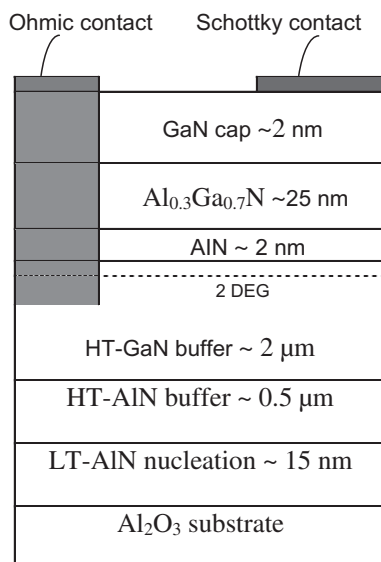 Ohmic contact
Schottky contact
GaN cap ~2 nm
Al₀.₃Ga₀.₇N ~25 nm
AlN ~ 2 nm
2 DEG
HT-GaN buffer ~ 2 μm
HT-AlN buffer ~ 0.5 μm
LT-AlN nucleation ~ 15 nm
Al₂O₃ substrate